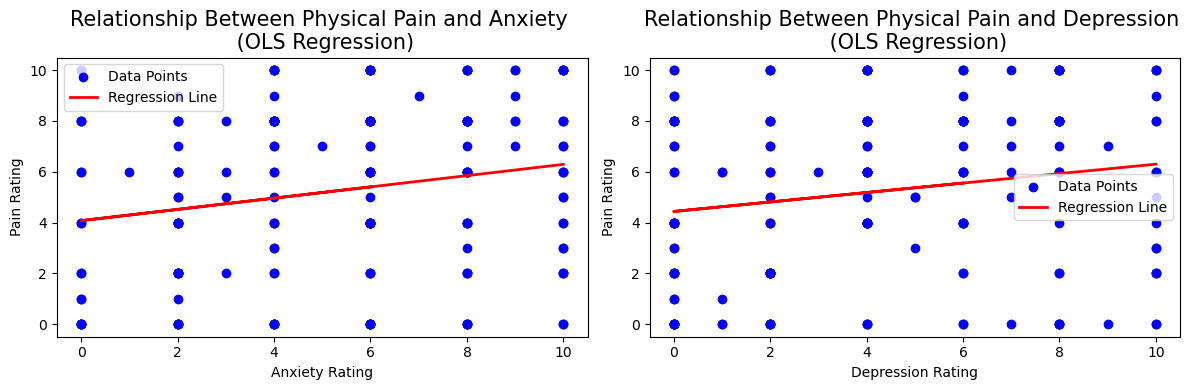 Relationship Between Physical Pain and Anxiety
(OLS Regression)
Data Points
Regression Line
10
8
6
4
2
0
Pain Rating
0 2 4 6 8 10
Anxiety Rating
Relationship Between Physical Pain and Depression
(OLS Regression)
Data Points
Regression Line
10
8
6
4
2
0
Pain Rating
0 2 4 6 8 10
Depression Rating